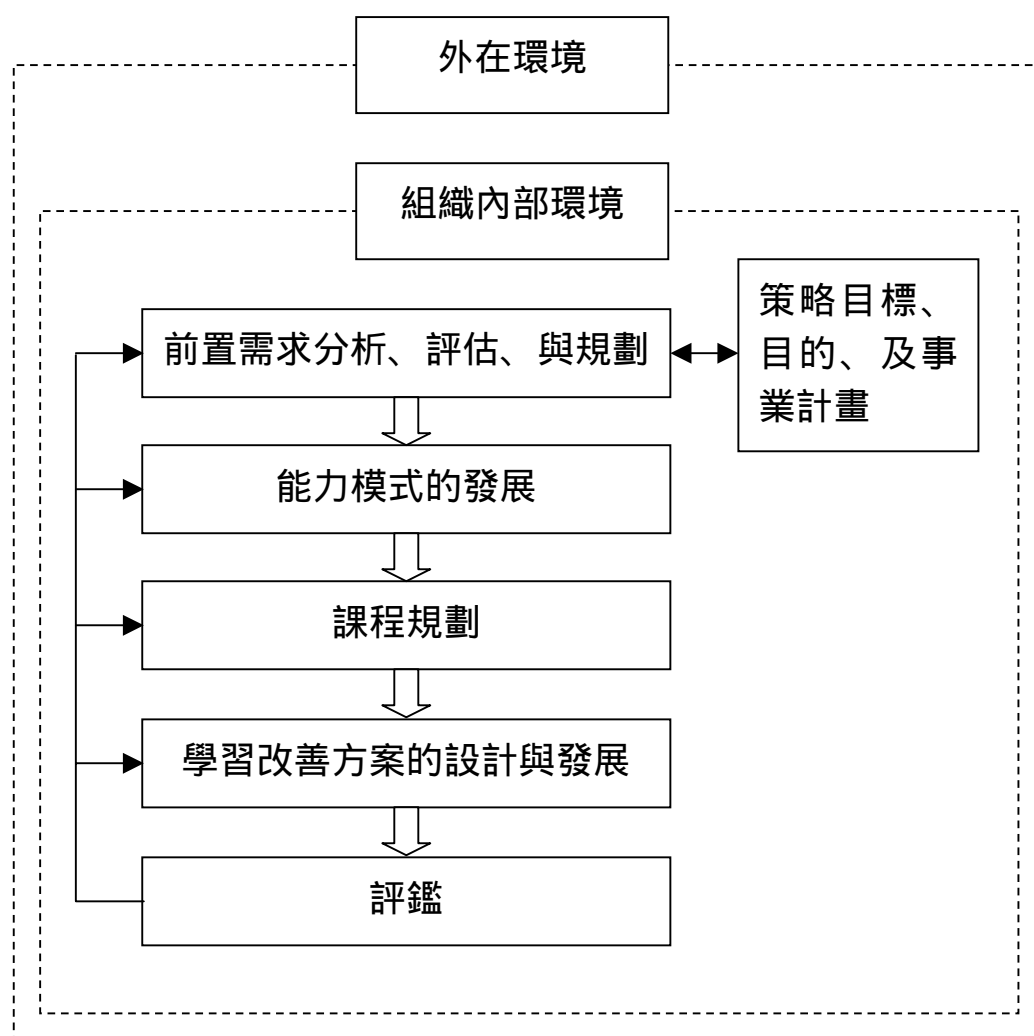 外在環境
組織內部環境
前置需求分析、評估、與規劃
策略目標、
目的、及事
業計畫
能力模式的發展
課程規劃
學習改善方案的設計與發展
評鑑